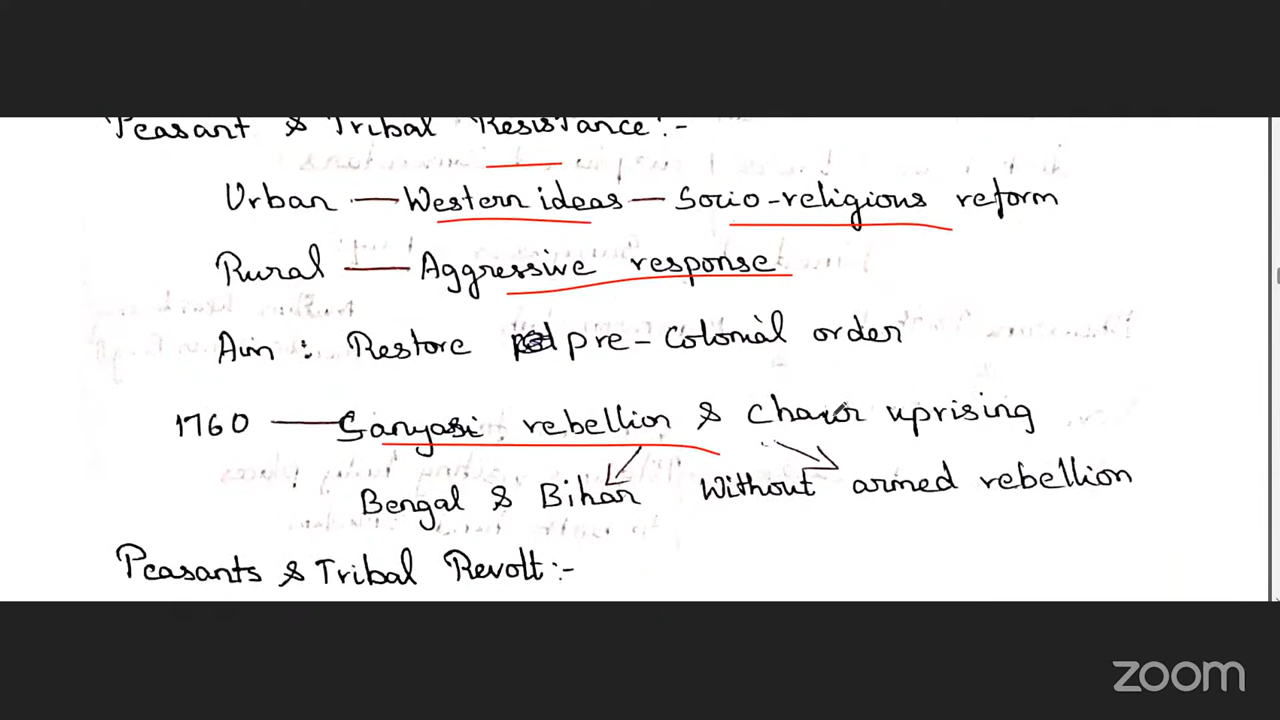 Peasant & Tribal Resistance:-
Urban — Western ideas — Socio-religious reform
Rural — Aggressive response
Aim : Restore pre-colonial order
1760 — Sanyasi rebellion & Chauor uprising
Bengal & Bihar Without armed rebellion
Peasants & Tribal Revolt:-
zoom